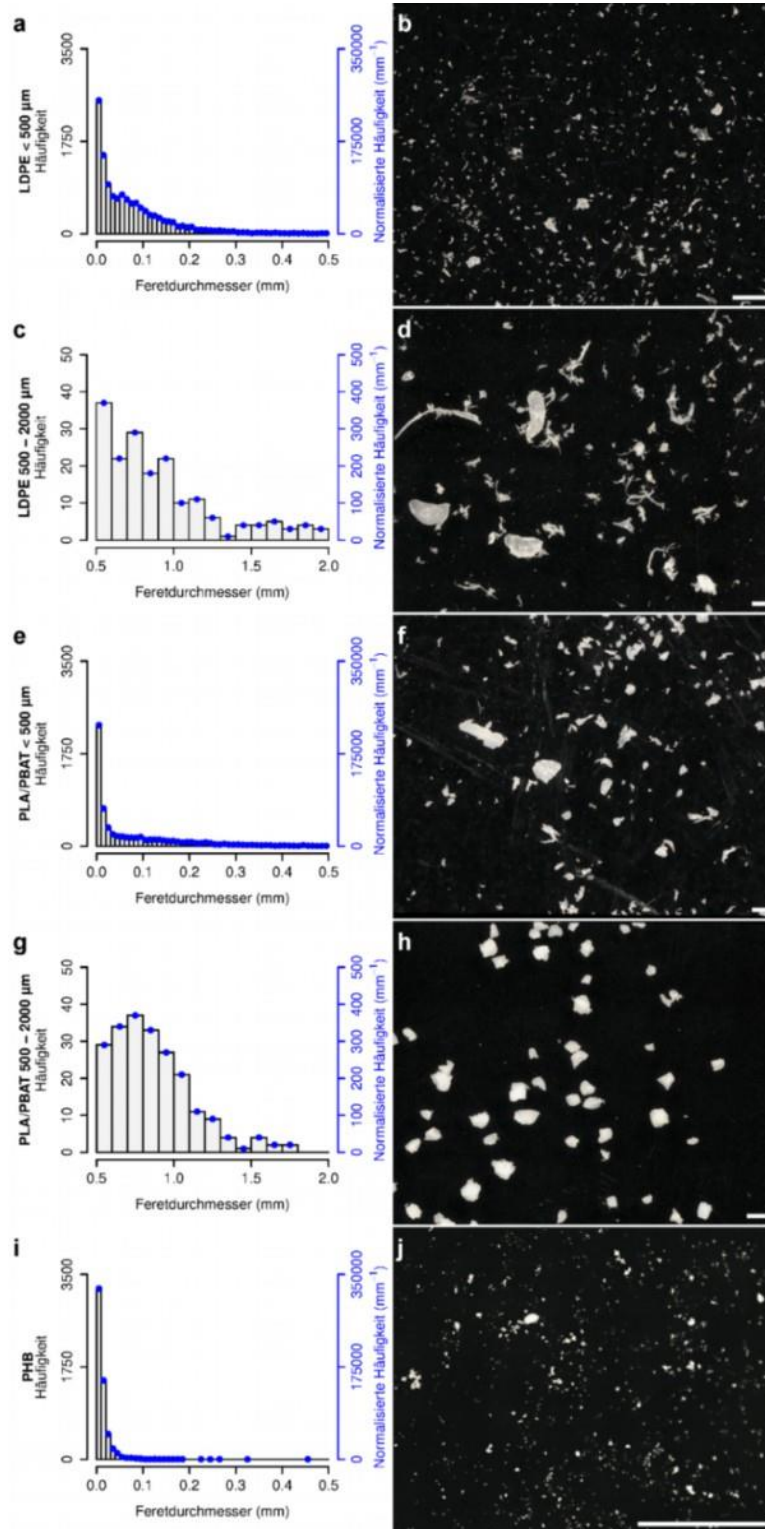 a
LDPE < 500 µm
Häufigkeit
0 1750 3500
0 175000 350000
Normalisierte Häufigkeit (mm⁻¹)
0.0 0.1 0.2 0.3 0.4 0.5
Feretdurchmesser (mm)
b
c
LDPE 500 – 2000 µm
Häufigkeit
0 10 20 30 40 50
0 100 200 300 400 500
Normalisierte Häufigkeit (mm⁻¹)
0.5 1.0 1.5 2.0
Feretdurchmesser (mm)
d
e
PLA/PBAT < 500 µm
Häufigkeit
0 1750 3500
0 175000 350000
Normalisierte Häufigkeit (mm⁻¹)
0.0 0.1 0.2 0.3 0.4 0.5
Feretdurchmesser (mm)
f
g
PLA/PBAT 500 – 2000 µm
Häufigkeit
0 10 20 30 40 50
0 100 200 300 400 500
Normalisierte Häufigkeit (mm⁻¹)
0.5 1.0 1.5 2.0
Feretdurchmesser (mm)
h
i
PHB
Häufigkeit
0 1750 3500
0 175000 350000
Normalisierte Häufigkeit (mm⁻¹)
0.0 0.1 0.2 0.3 0.4 0.5
Feretdurchmesser (mm)
j